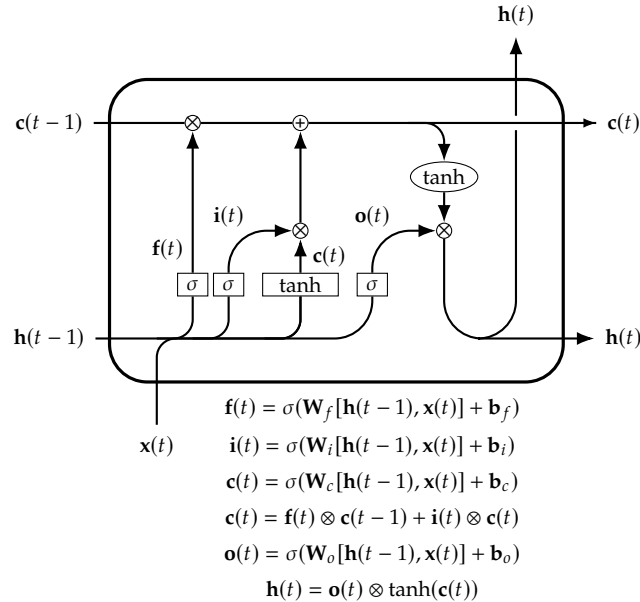 h(t)
c(t−1) ⊗ + c(t)
tanh
i(t) o(t)
⊗ ⊗
f(t) c(t)
σ σ tanh σ
h(t−1) h(t)
x(t)
f(t) = σ(W_f[h(t−1), x(t)] + b_f)
i(t) = σ(W_i[h(t−1), x(t)] + b_i)
c(t) = σ(W_c[h(t−1), x(t)] + b_c)
c(t) = f(t) ⊗ c(t−1) + i(t) ⊗ c(t)
o(t) = σ(W_o[h(t−1), x(t)] + b_o)
h(t) = o(t) ⊗ tanh(c(t))